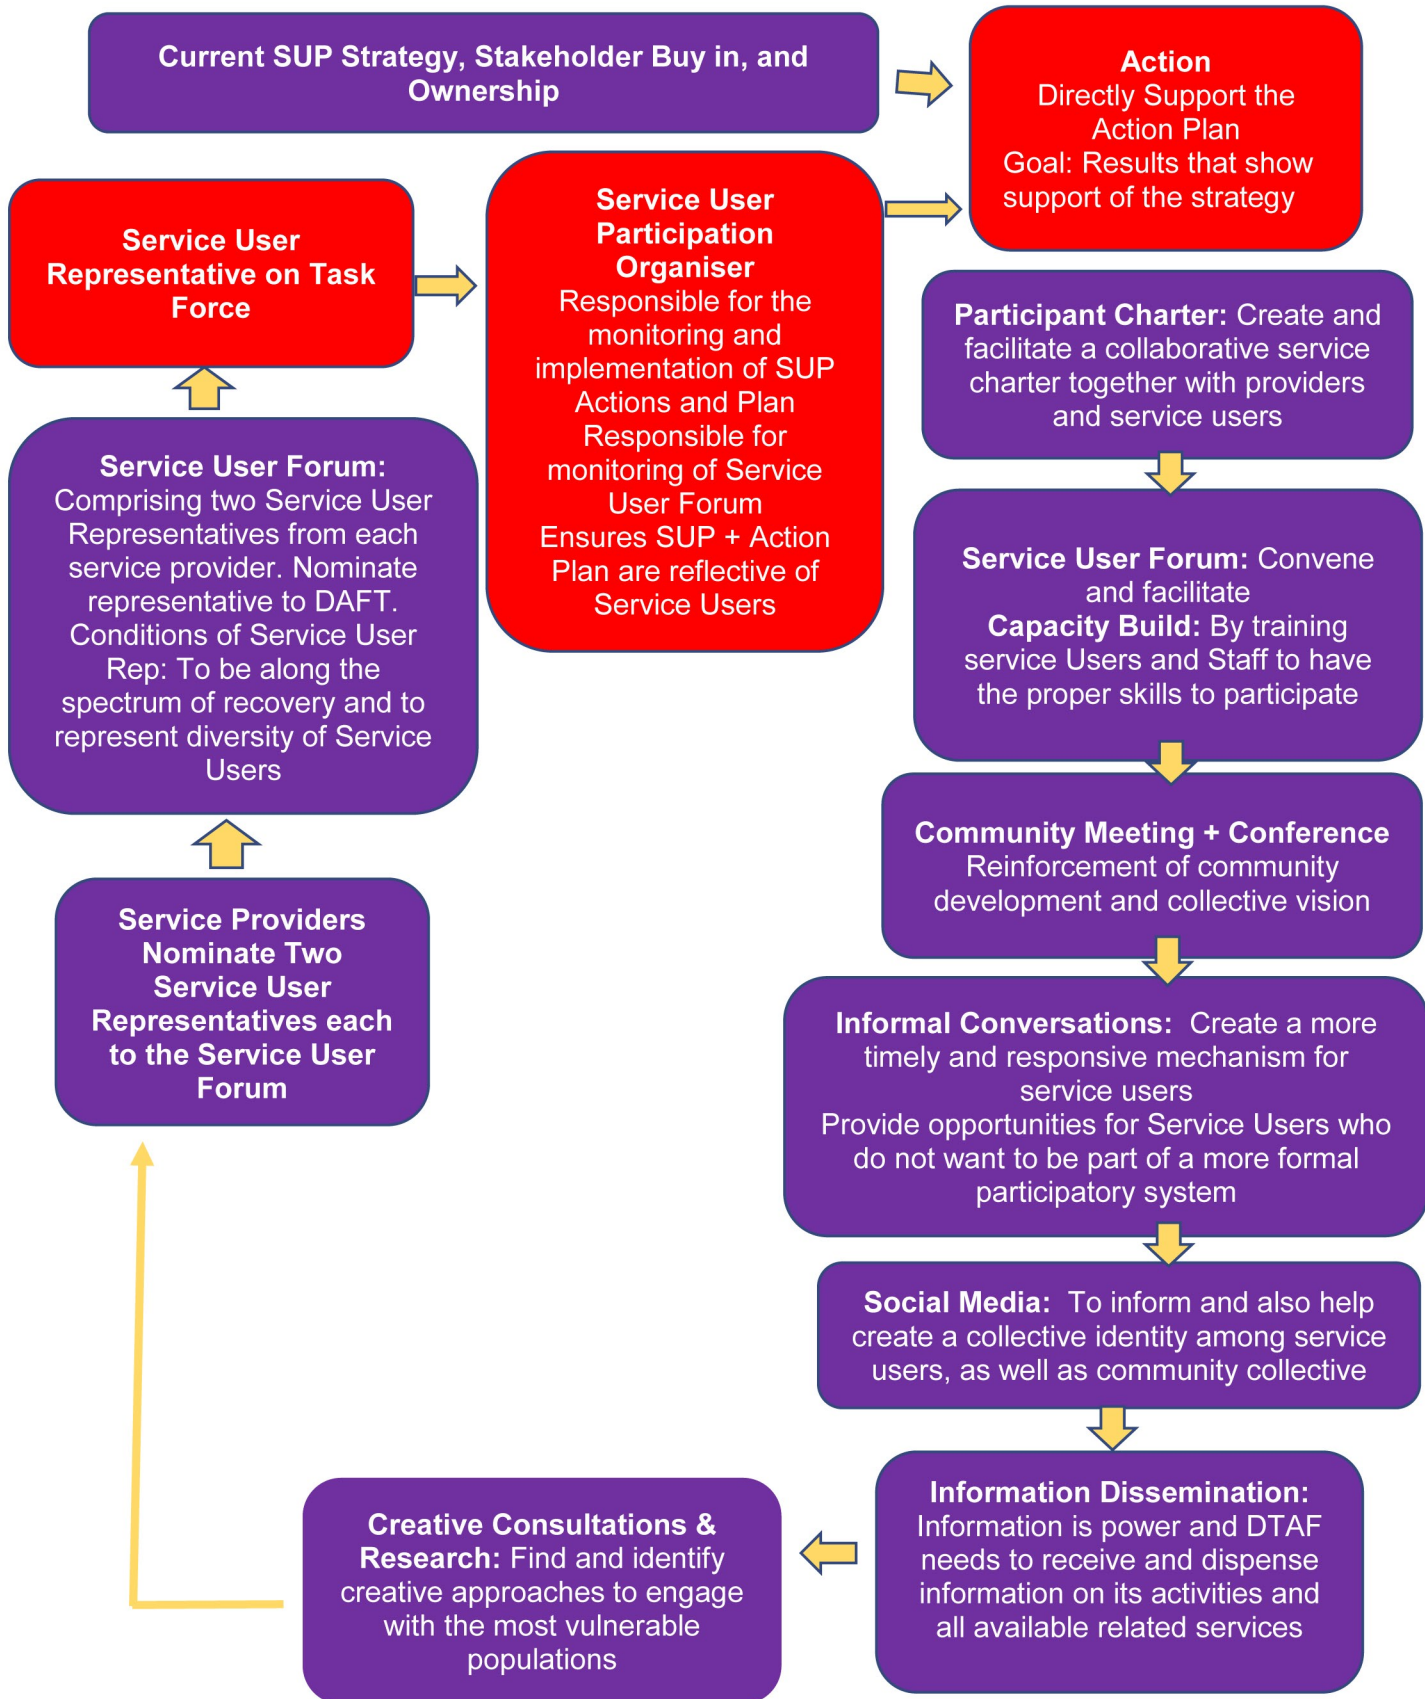 Current SUP Strategy, Stakeholder Buy in, and
Ownership
Action
Directly Support the
Action Plan
Goal: Results that show
support of the strategy
Service User
Representative on Task
Force
Service User
Participation
Organiser
Responsible for the
monitoring and
implementation of SUP
Actions and Plan
Responsible for
monitoring of Service
User Forum
Ensures SUP + Action
Plan are reflective of
Service Users
Participant Charter: Create and
facilitate a collaborative service
charter together with providers
and service users
Service User Forum:
Comprising two Service User
Representatives from each
service provider. Nominate
representative to DAFT.
Conditions of Service User
Rep: To be along the
spectrum of recovery and to
represent diversity of Service
Users
Service User Forum: Convene
and facilitate
Capacity Build: By training
service Users and Staff to have
the proper skills to participate
Community Meeting + Conference
Reinforcement of community
development and collective vision
Service Providers
Nominate Two
Service User
Representatives each
to the Service User
Forum
Informal Conversations: Create a more
timely and responsive mechanism for
service users
Provide opportunities for Service Users who
do not want to be part of a more formal
participatory system
Social Media: To inform and also help
create a collective identity among service
users, as well as community collective
Information Dissemination:
Information is power and DTAF
needs to receive and dispense
information on its activities and
all available related services
Creative Consultations &
Research: Find and identify
creative approaches to engage
with the most vulnerable
populations